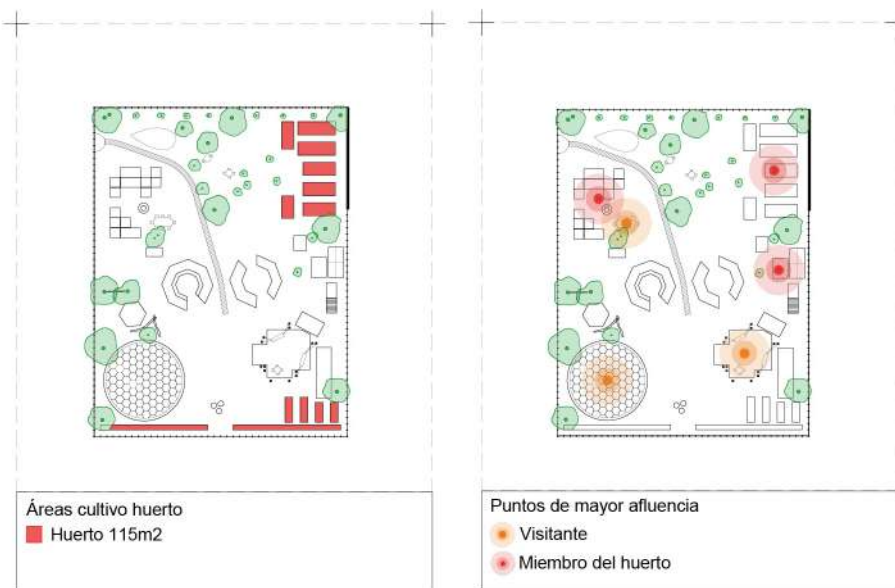 Áreas cultivo huerto
Huerto 115m2
Puntos de mayor afluencia
Visitante
Miembro del huerto